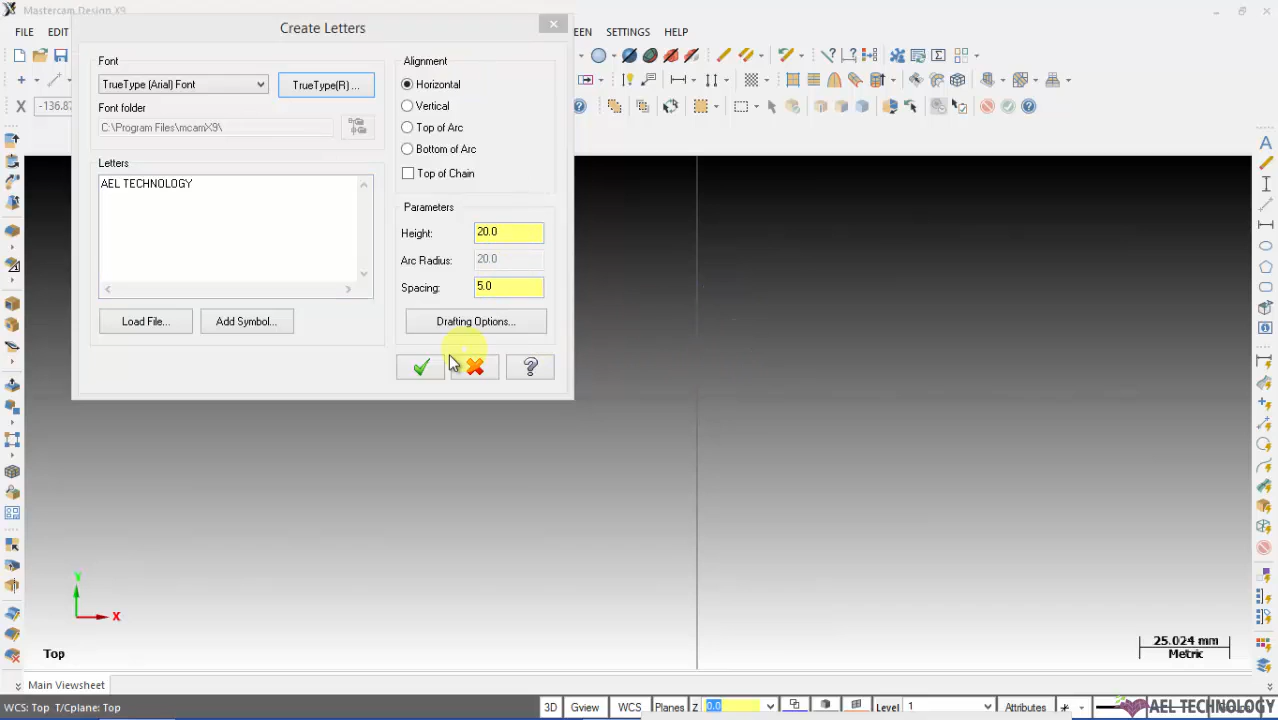 Mastercam Design X9
Create Letters
FILE EDIT
EEN SETTINGS HELP
Font
TrueType (Arial) Font
TrueType(R) ...
Font folder
C:\Program Files\mcamX9\
Letters
AEL TECHNOLOGY
Load File...
Add Symbol...
Alignment
Horizontal
Vertical
Top of Arc
Bottom of Arc
Top of Chain
Parameters
Height: 20.0
Arc Radius: 20.0
Spacing: 5.0
Drafting Options...
X -136.87
Y
X
Top
25.024 mm
Metric
Main Viewsheet
WCS: Top T/Cplane: Top
3D Gview WCS Planes Z 0.0 Level 1 Attributes
AEL TECHNOLOGY